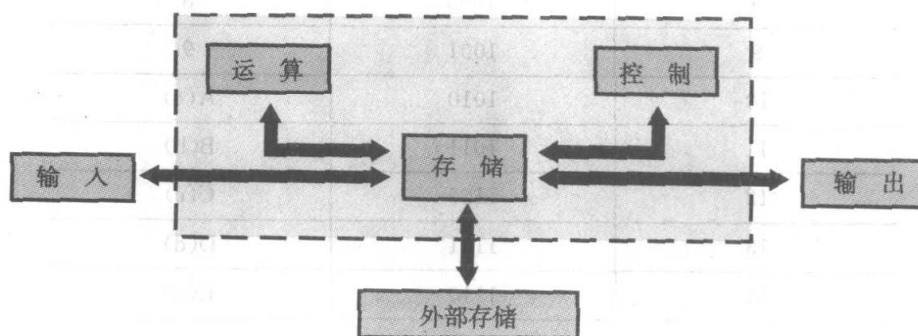 运 算
控 制
输 入
存 储
输 出
外部存储